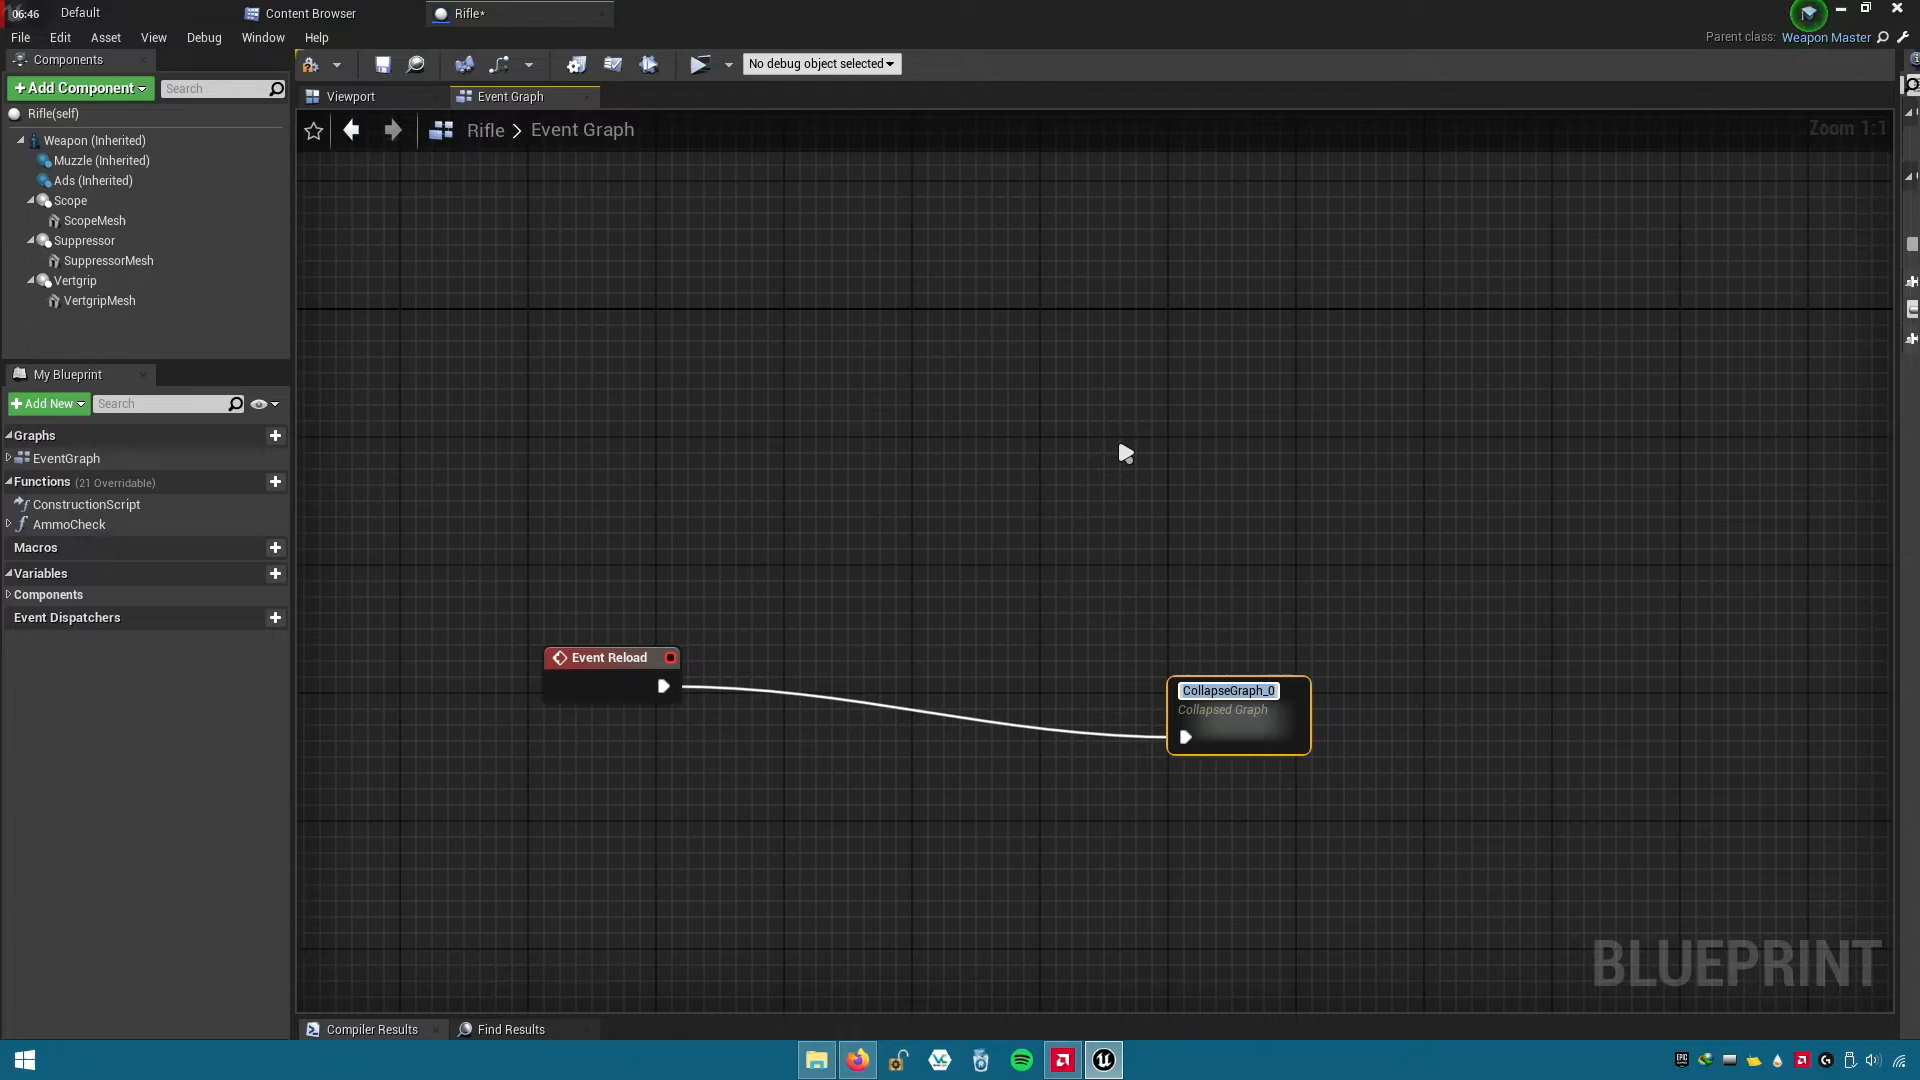 06:46
Default
Content Browser
Rifle*
File Edit Asset View Debug Window Help
Parent class: Weapon Master
Components
+Add Component
Search
No debug object selected
Rifle(self)
Viewport
Event Graph
Rifle > Event Graph
Zoom 1:1
Weapon (Inherited)
Muzzle (Inherited)
Ads (Inherited)
Scope
ScopeMesh
Suppressor
SuppressorMesh
Vertgrip
VertgripMesh
My Blueprint
+Add New
Search
Graphs
EventGraph
Functions (21 Overridable)
ConstructionScript
AmmoCheck
Macros
Variables
Components
Event Dispatchers
Event Reload
CollapseGraph_0
Collapsed Graph
BLUEPRINT
Compiler Results
Find Results